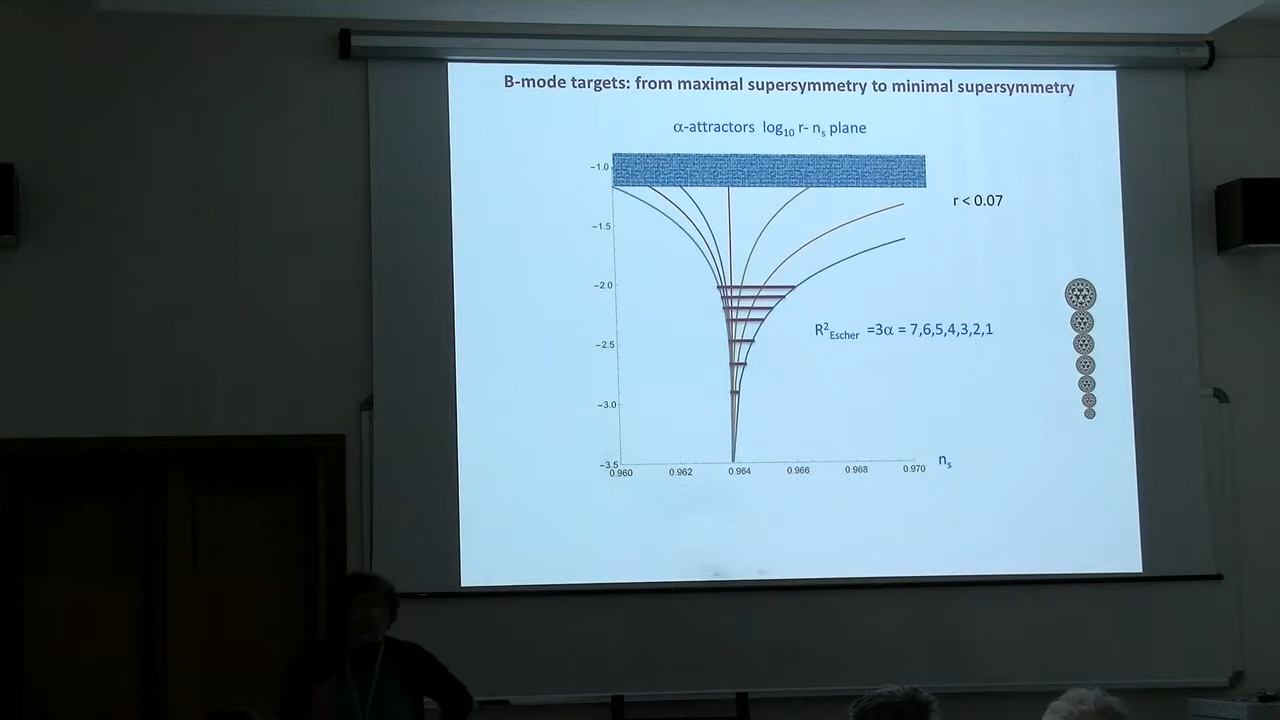 B-mode targets: from maximal supersymmetry to minimal supersymmetry
α-attractors log₁₀ r- nₛ plane
−1.0
r < 0.07
−1.5
−2.0
R²Escher =3α = 7,6,5,4,3,2,1
−2.5
−3.0
−3.5
0.960 0.962 0.964 0.966 0.968 0.970
nₛ